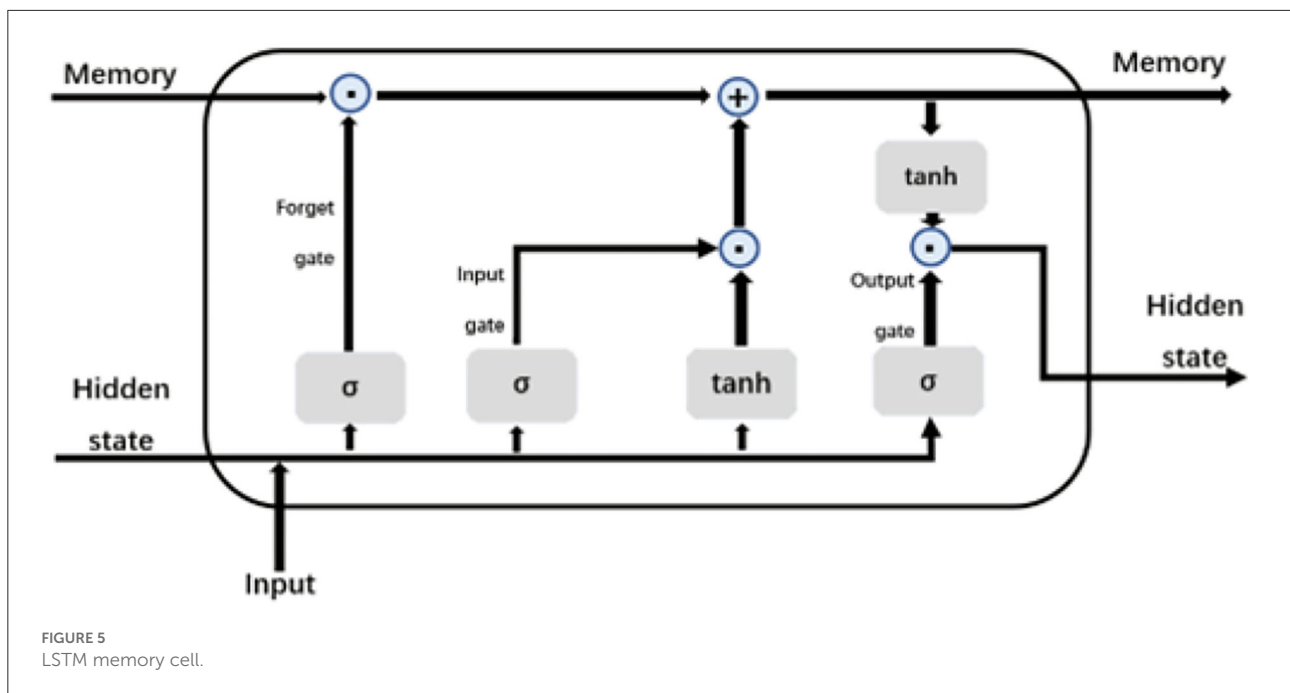 Memory
Memory
Forget
gate
Input
gate
tanh
Output
gate
Hidden
state
Hidden
state
σ
σ
tanh
σ
Input
FIGURE 5
LSTM memory cell.